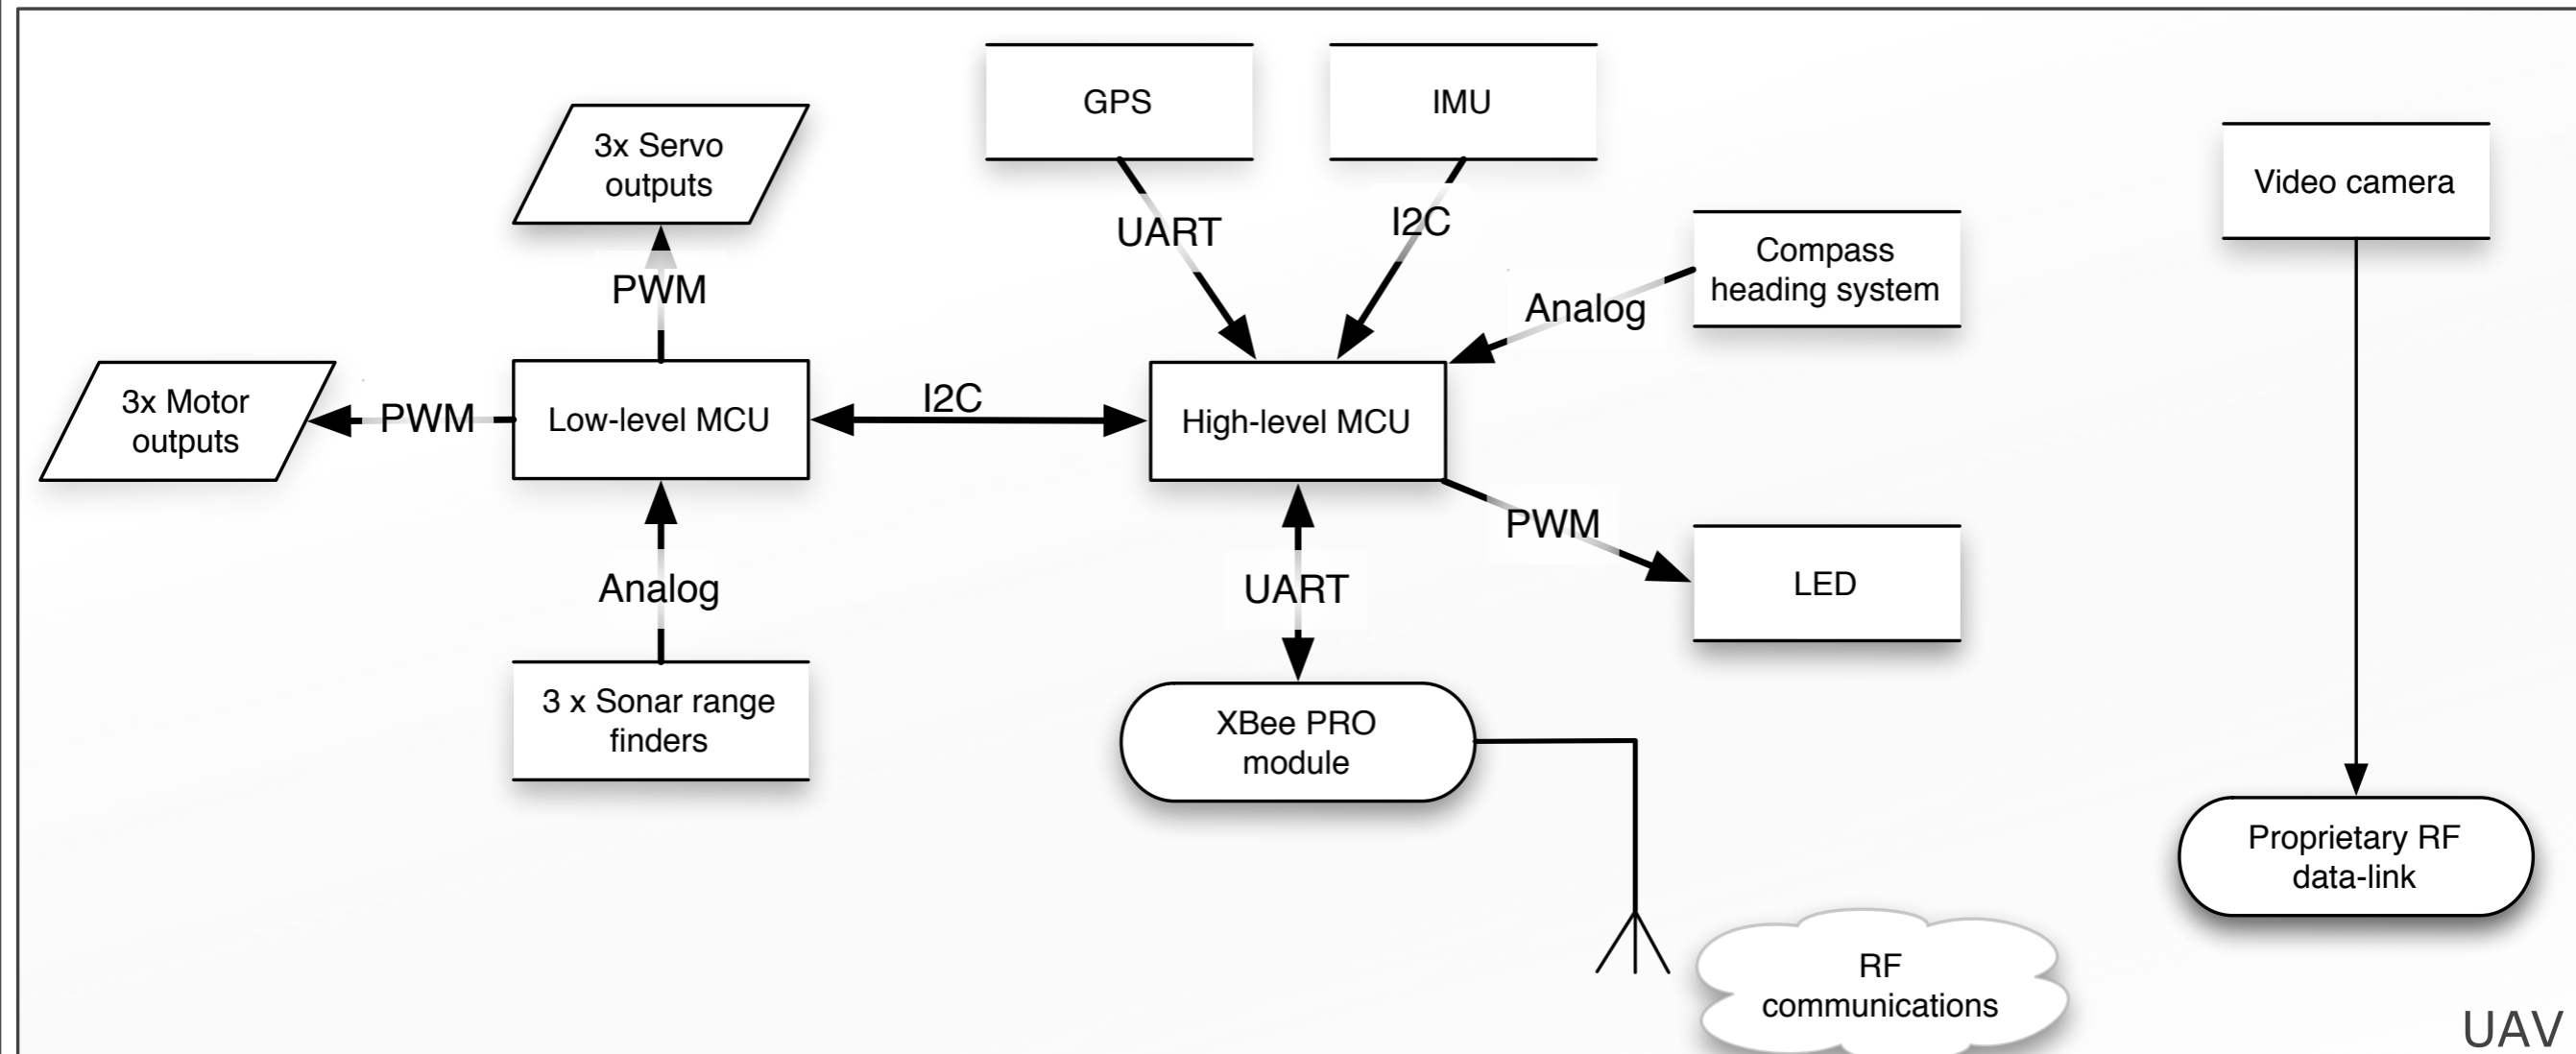 GPS
IMU
3x Servo
outputs
Video camera
UART
I2C
Compass
heading system
PWM
Analog
3x Motor
outputs
PWM
Low-level MCU
I2C
High-level MCU
PWM
Analog
UART
LED
3 x Sonar range
finders
XBee PRO
module
Proprietary RF
data-link
RF
communications
UAV